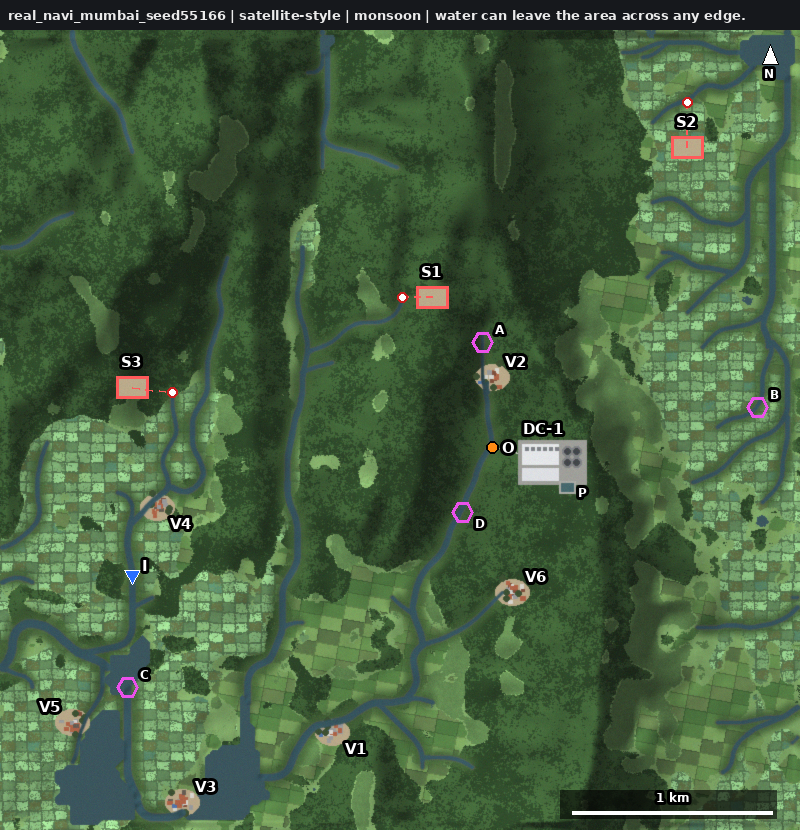 real_navi_mumbai_seed55166 | satellite-style | monsoon | water can leave the area across any edge.
N
S2
S1
A
S3
V2
B
DC-1
O
P
V4
D
I
V6
C
V5
V1
V3
1 km